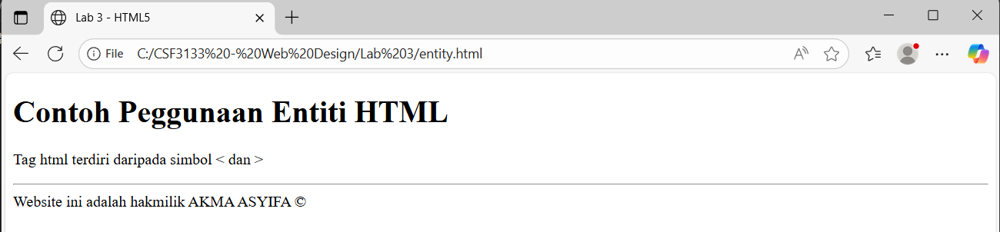 Lab 3 - HTML5
File C:/CSF3133%20-%20Web%20Design/Lab%203/entity.html
Contoh Peggunaan Entiti HTML
Tag html terdiri daripada simbol < dan >
Website ini adalah hakmilik AKMA ASYIFA ©